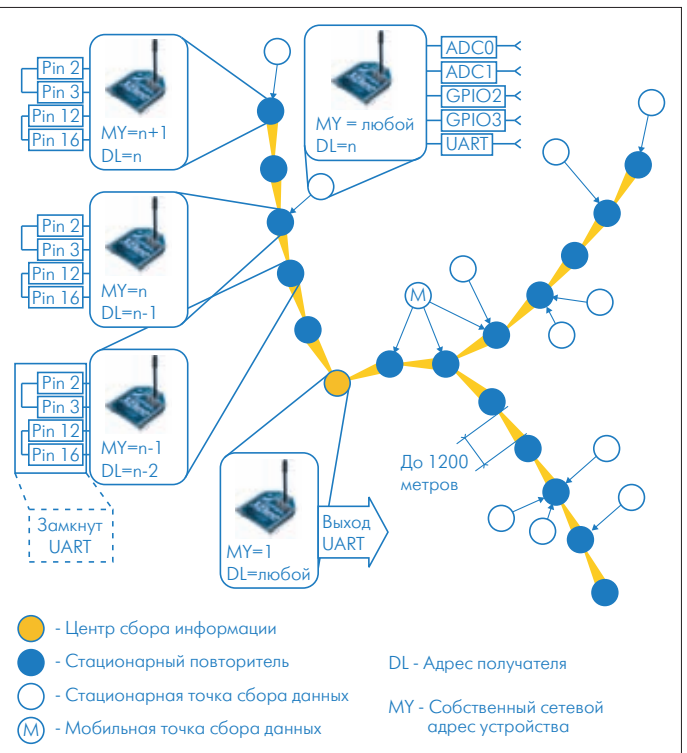 Pin 2
Pin 3
Pin 12
Pin 16
MY=n+1
DL=n
MY = любой
DL=n
ADC0
ADC1
GPIO2
GPIO3
UART
Pin 2
Pin 3
Pin 12
Pin 16
MY=n
DL=n-1
Pin 2
Pin 3
Pin 12
Pin 16
MY=n-1
DL=n-2
Замкнут
UART
M
До 1200
метров
MY=1
DL=любой
Выход
UART
- Центр сбора информации
- Стационарный повторитель
- Стационарная точка сбора данных
M - Мобильная точка сбора данных
DL - Адрес получателя
MY - Собственный сетевой
адрес устройства